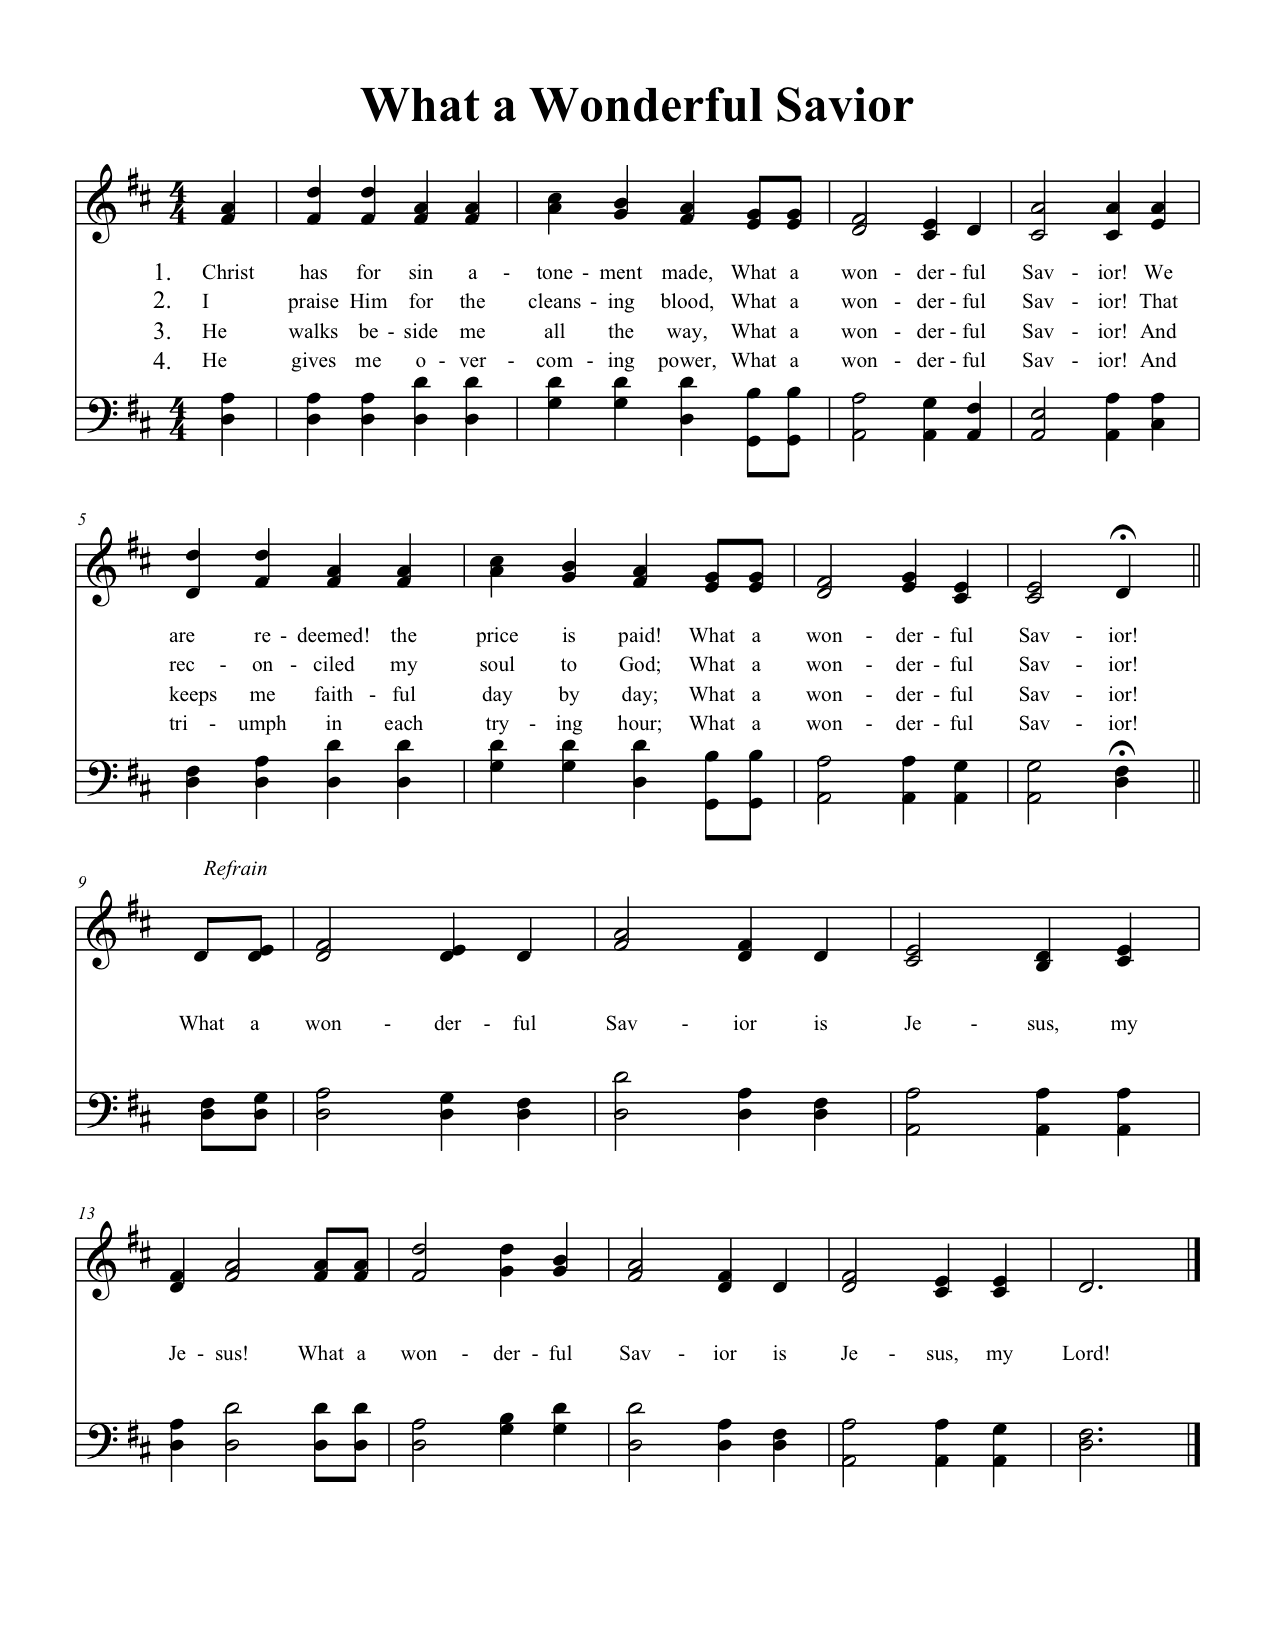 What a Wonderful Savior
4
4
1. Christ has for sin a - tone - ment made, What a won - der - ful Sav - ior! We
2. I praise Him for the cleans - ing blood, What a won - der - ful Sav - ior! That
3. He walks be - side me all the way, What a won - der - ful Sav - ior! And
4. He gives me o - ver - com - ing power, What a won - der - ful Sav - ior! And
4
4
5
are re - deemed! the price is paid! What a won - der - ful Sav - ior!
rec - on - ciled my soul to God; What a won - der - ful Sav - ior!
keeps me faith - ful day by day; What a won - der - ful Sav - ior!
tri - umph in each try - ing hour; What a won - der - ful Sav - ior!
Refrain
9
What a won - der - ful Sav - ior is Je - sus, my
13
Je - sus! What a won - der - ful Sav - ior is Je - sus, my Lord!